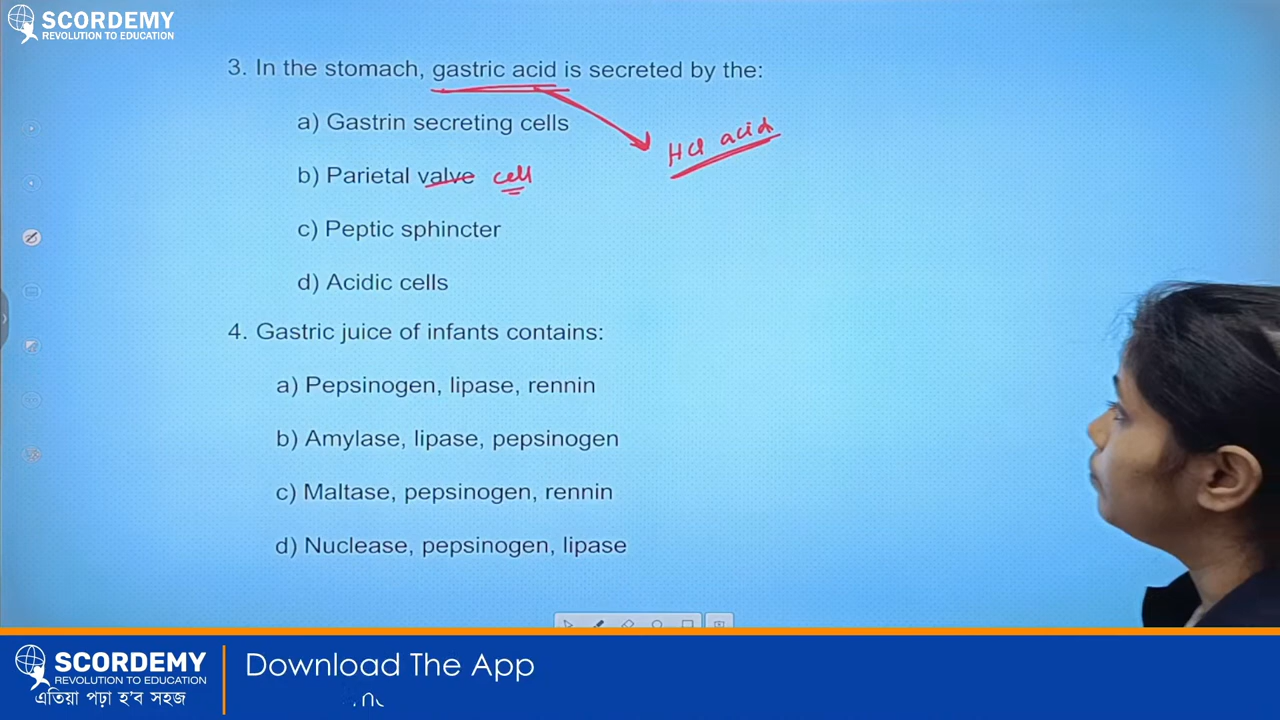 SCORDEMY
REVOLUTION TO EDUCATION
3. In the stomach, gastric acid is secreted by the:
a) Gastrin secreting cells
HCl acid
b) Parietal valve cell
c) Peptic sphincter
d) Acidic cells
4. Gastric juice of infants contains:
a) Pepsinogen, lipase, rennin
b) Amylase, lipase, pepsinogen
c) Maltase, pepsinogen, rennin
d) Nuclease, pepsinogen, lipase
SCORDEMY
REVOLUTION TO EDUCATION
এতিয়া পঢ়া হ'ব সহজ
Download The App